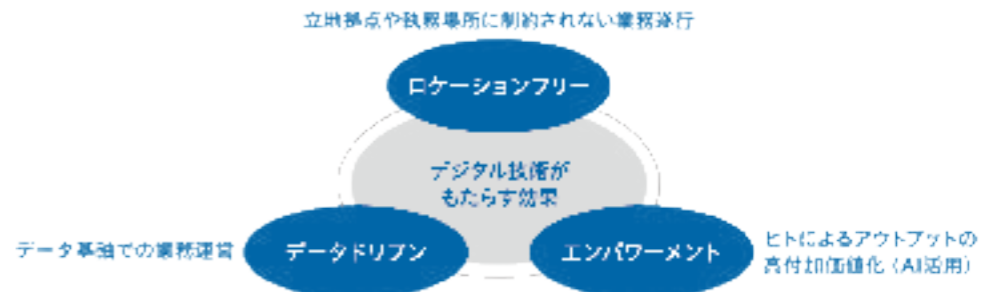 立地拠点や執務場所に制約されない業務遂行
ロケーションフリー
デジタル技術が
もたらす効果
データ基軸での業務運営
データドリブン
エンパワーメント
ヒトによるアウトプットの
高付加価値化（AI活用）